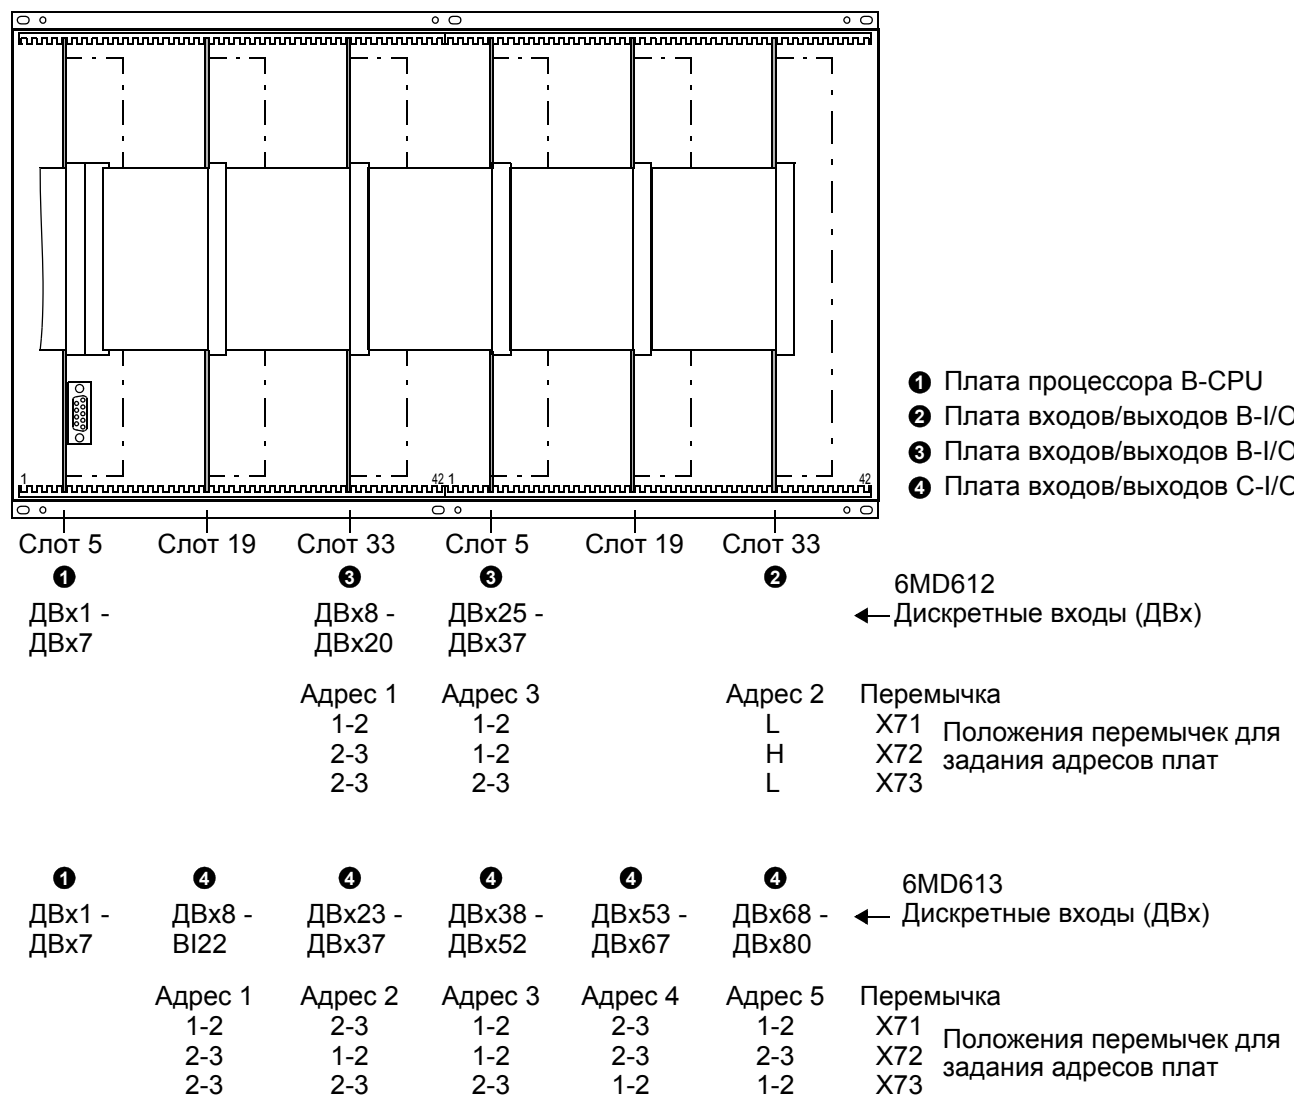 ❶ Плата процессора B-CPU
❷ Плата входов/выходов B-I/O
❸ Плата входов/выходов B-I/O
❹ Плата входов/выходов C-I/O
1 42 1 42
Слот 5 Слот 19 Слот 33 Слот 5 Слот 19 Слот 33
❶ ❸ ❸ ❷
6MD612
ДВх1 - ДВх8 - ДВх25 - ← Дискретные входы (ДВх)
ДВх7 ДВх20 ДВх37
Адрес 1 Адрес 3 Адрес 2 Перемычка
1-2 1-2 L X71 Положения перемычек для
2-3 1-2 H X72 задания адресов плат
2-3 2-3 L X73
❶ ❹ ❹ ❹ ❹ ❹
6MD613
ДВх1 - ДВх8 - ДВх23 - ДВх38 - ДВх53 - ДВх68 - ← Дискретные входы (ДВх)
ДВх7 BI22 ДВх37 ДВх52 ДВх67 ДВх80
Адрес 1 Адрес 2 Адрес 3 Адрес 4 Адрес 5 Перемычка
1-2 2-3 1-2 2-3 1-2 X71 Положения перемычек для
2-3 1-2 1-2 2-3 2-3 X72 задания адресов плат
2-3 2-3 2-3 1-2 1-2 X73